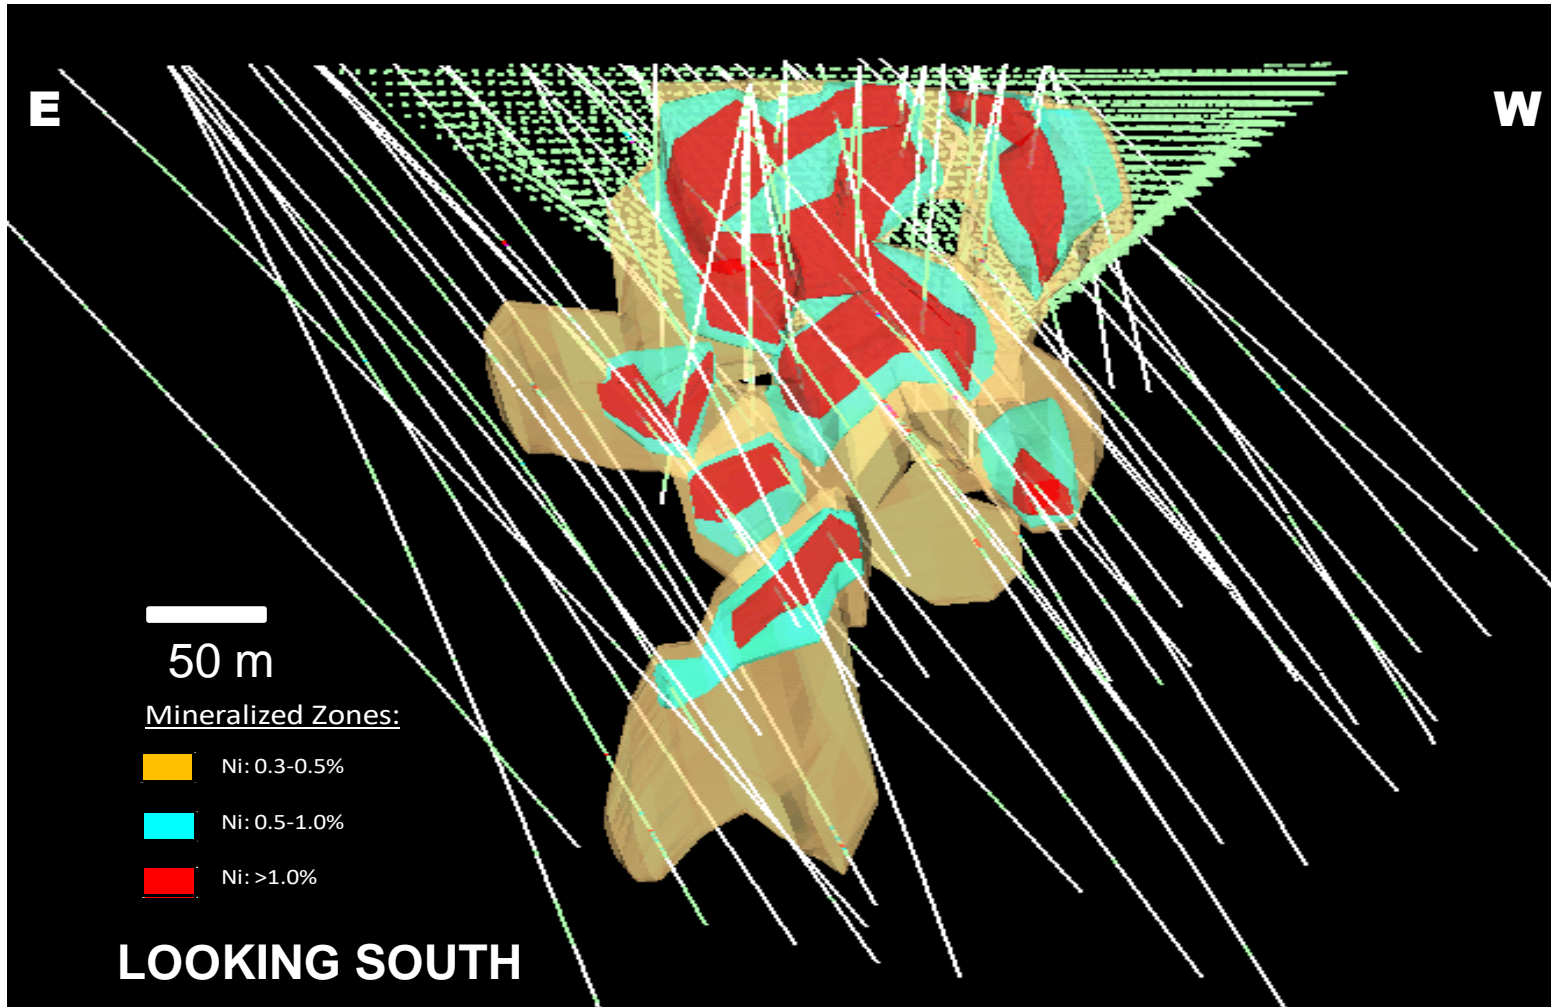 E
W
50 m
Mineralized Zones:
Ni: 0.3-0.5%
Ni: 0.5-1.0%
Ni: >1.0%
LOOKING SOUTH